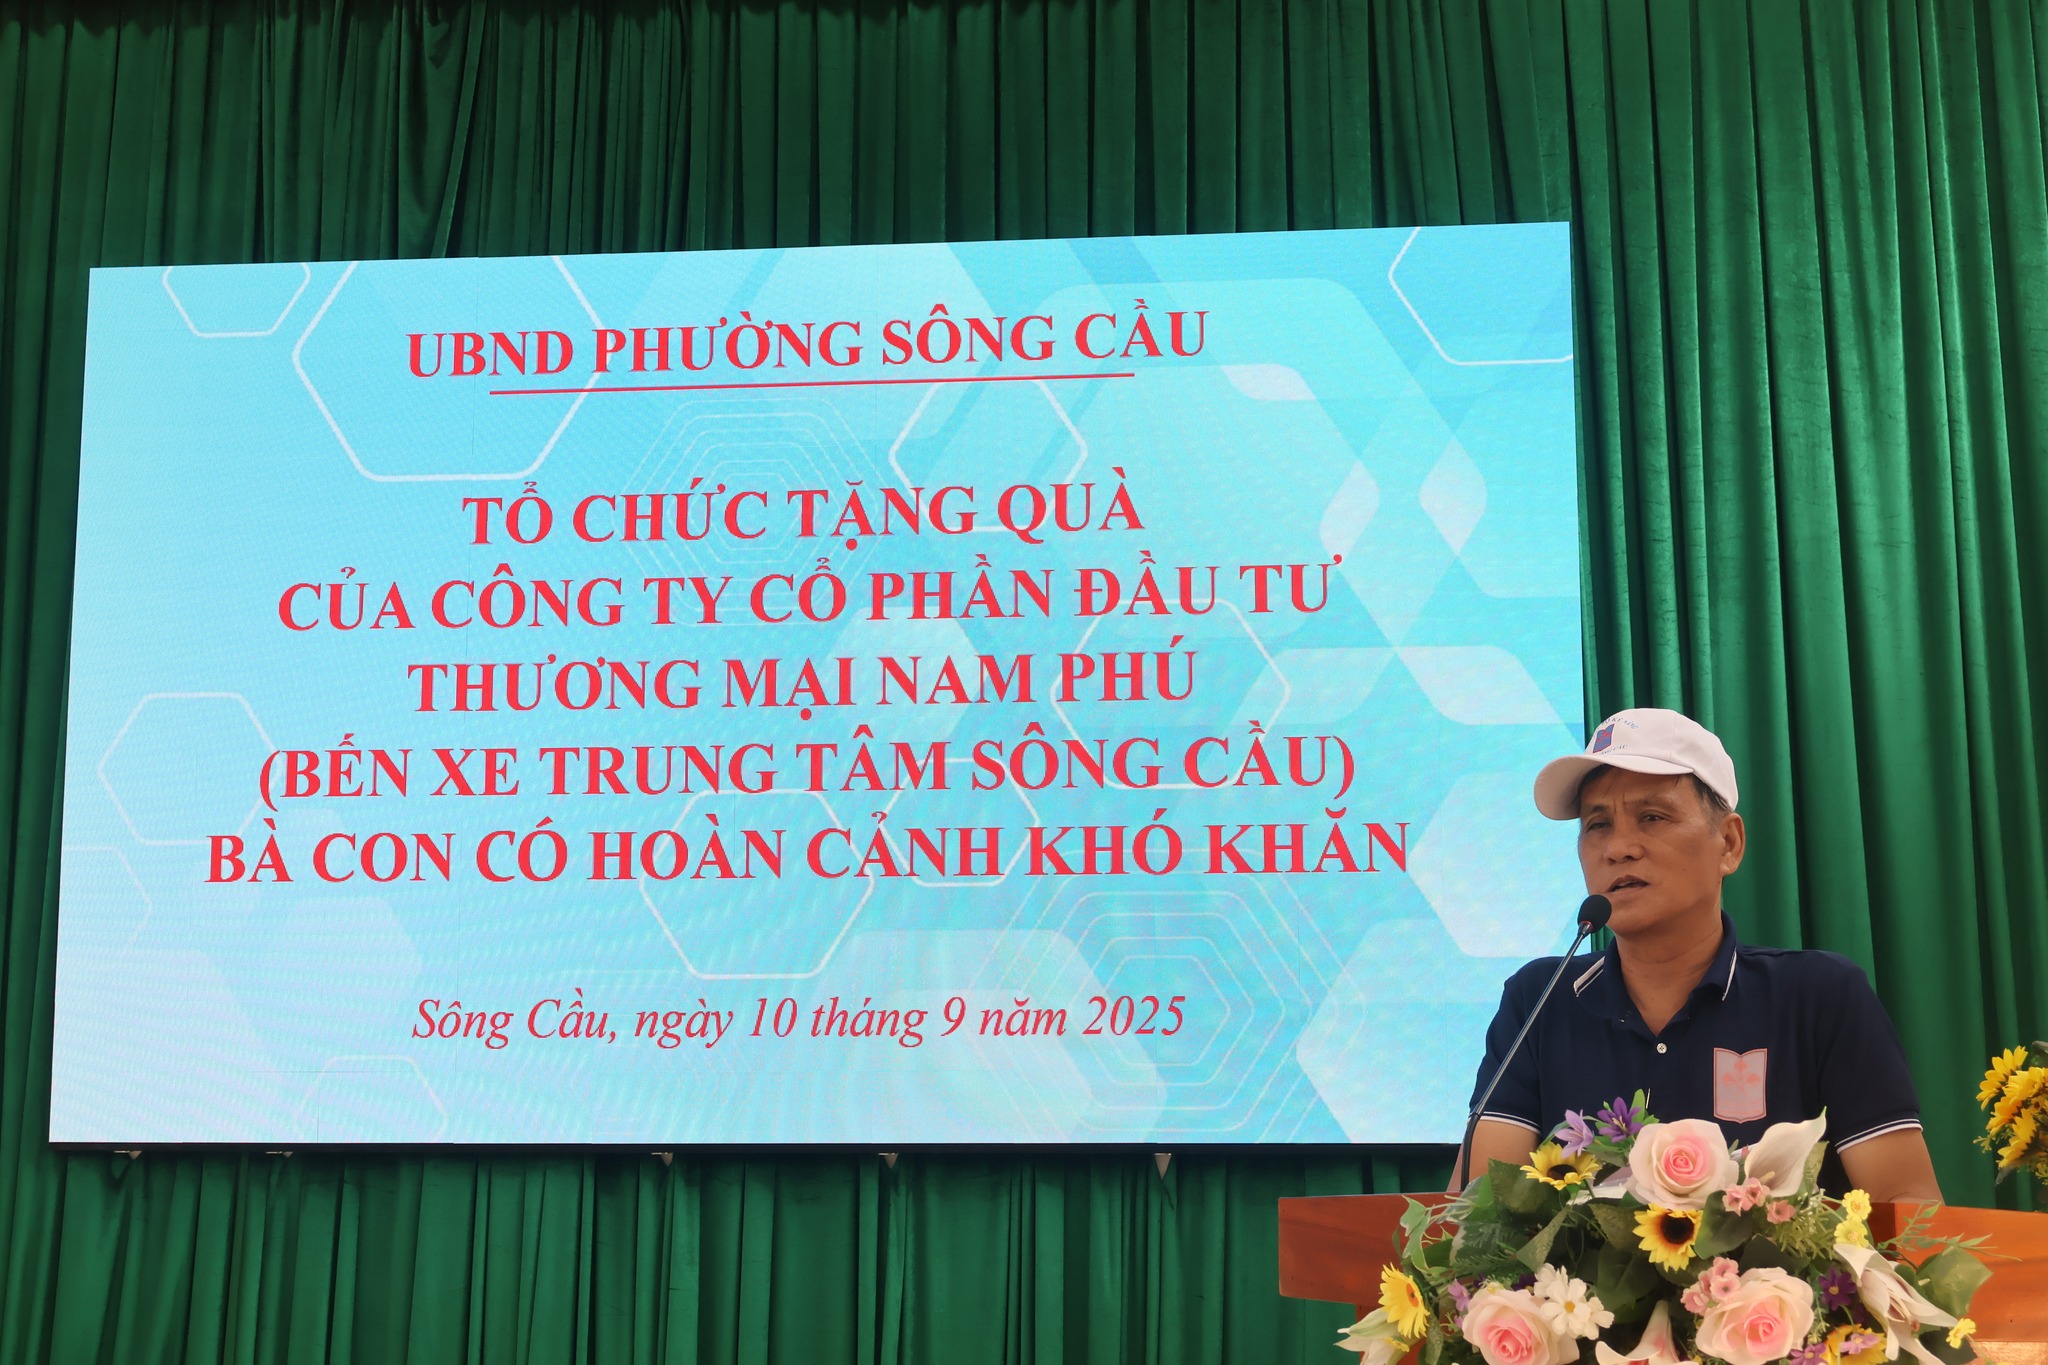 UBND PHƯỜNG SÔNG CẦU
TỔ CHỨC TẶNG QUÀ
CỦA CÔNG TY CỔ PHẦN ĐẦU TƯ
THƯƠNG MẠI NAM PHÚ
(BẾN XE TRUNG TÂM SÔNG CẦU)
BÀ CON CÓ HOÀN CẢNH KHÓ KHĂN
Sông Cầu, ngày 10 tháng 9 năm 2025